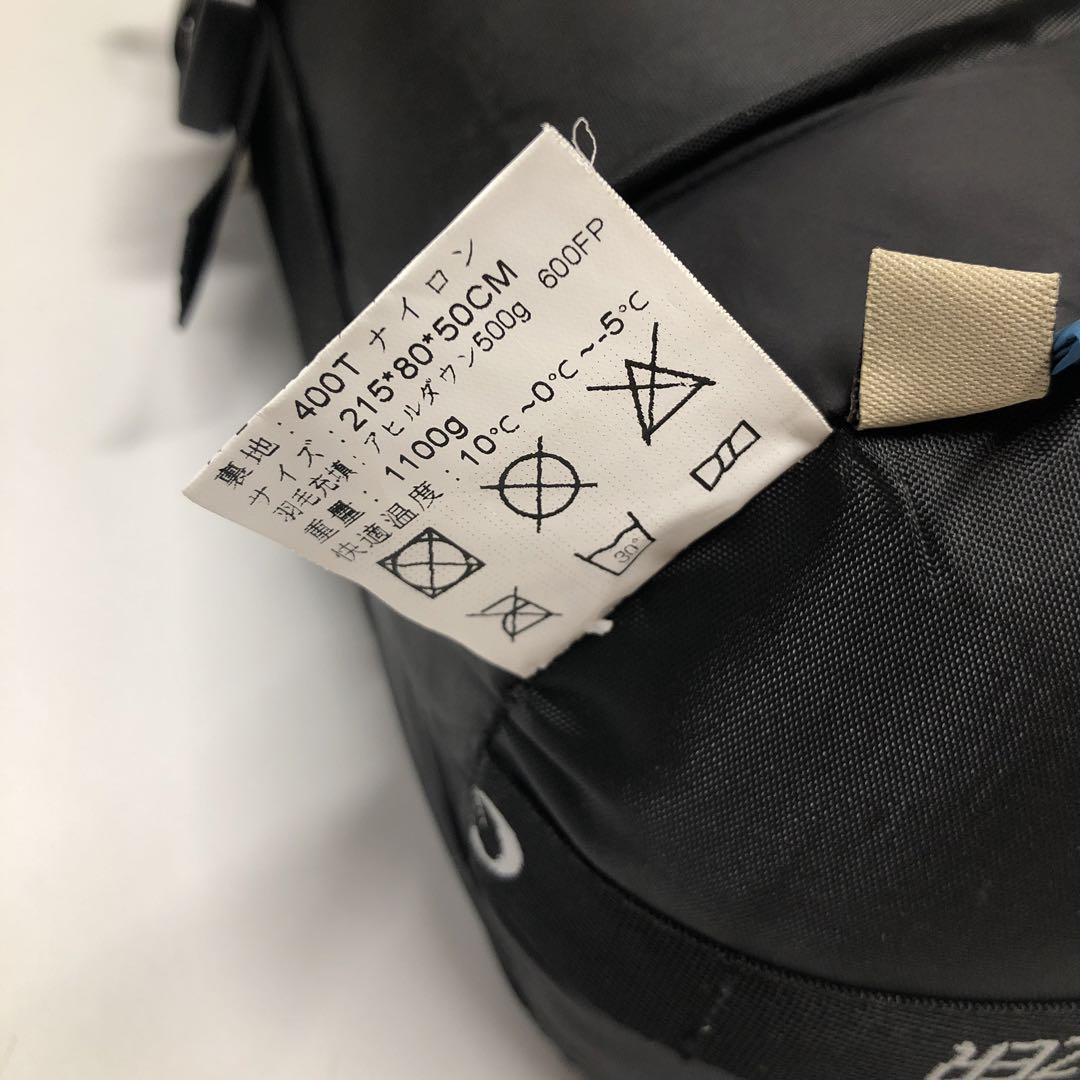 裏地：400T ナイロン
サイズ：215*80*50CM
羽毛充填：アヒルダウン500g 600FP
重量：1100g
快適温度：10℃~0℃~-5℃
30°